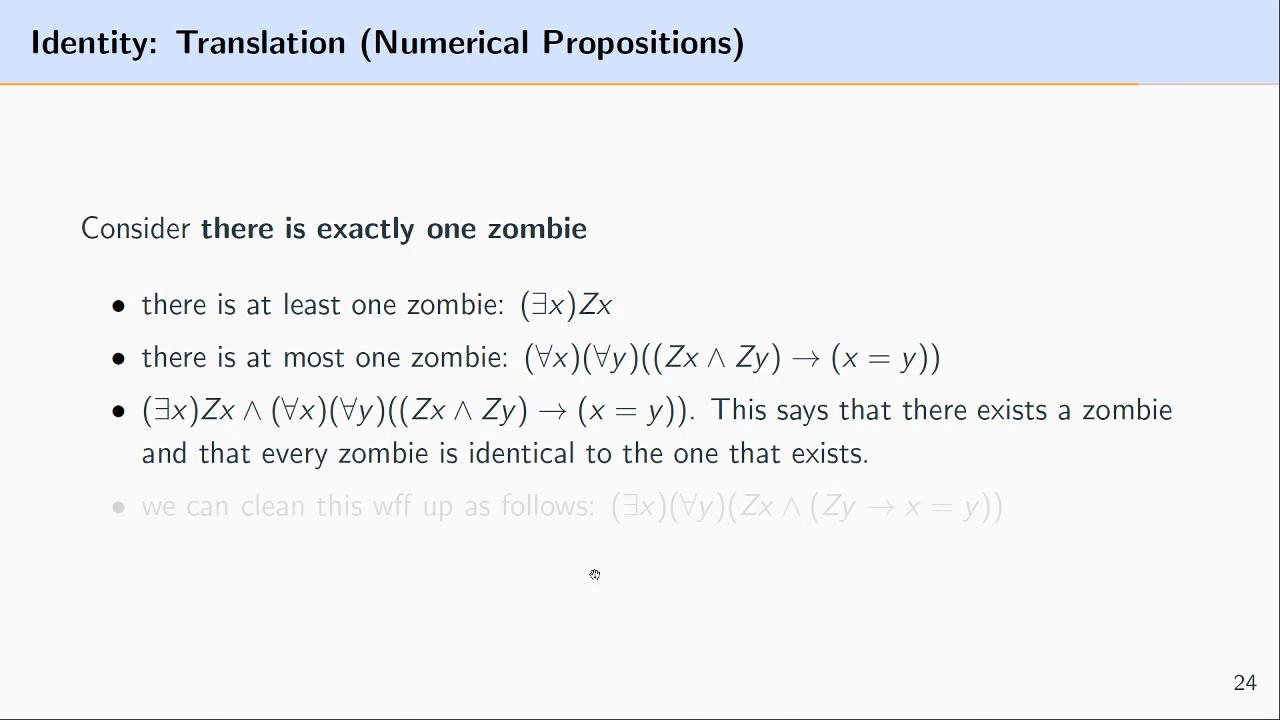 Identity: Translation (Numerical Propositions)
Consider there is exactly one zombie
• there is at least one zombie: (∃x)Zx
• there is at most one zombie: (∀x)(∀y)((Zx ∧ Zy) → (x = y))
• (∃x)Zx ∧ (∀x)(∀y)((Zx ∧ Zy) → (x = y)). This says that there exists a zombie
and that every zombie is identical to the one that exists.
• we can clean this wff up as follows: (∃x)(∀y)(Zx ∧ (Zy → x = y))
24